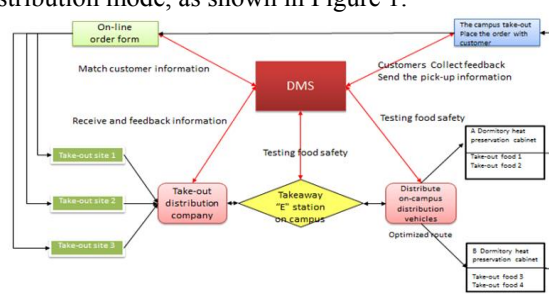 stribution mode, as shown in Figure 1.
On-line
order form
The campus take-out
Place the order with
customer
Match customer information
Customers Collect feedback
Send the pick-up information
DMS
Receive and feedback information
Testing food safety
Testing food safety
A Dormitory heat
preservation cabinet
Take-out food 1
Take-out food 2
Take-out site 1
Take-out site 2
Take-out site 3
Take-out
distribution
company
Takeaway
"E" station
on campus
Distribute
on-campus
distribution
vehicles
Optimized route
B Dormitory heat
preservation cabinet
Take-out food 3
Take-out food 4